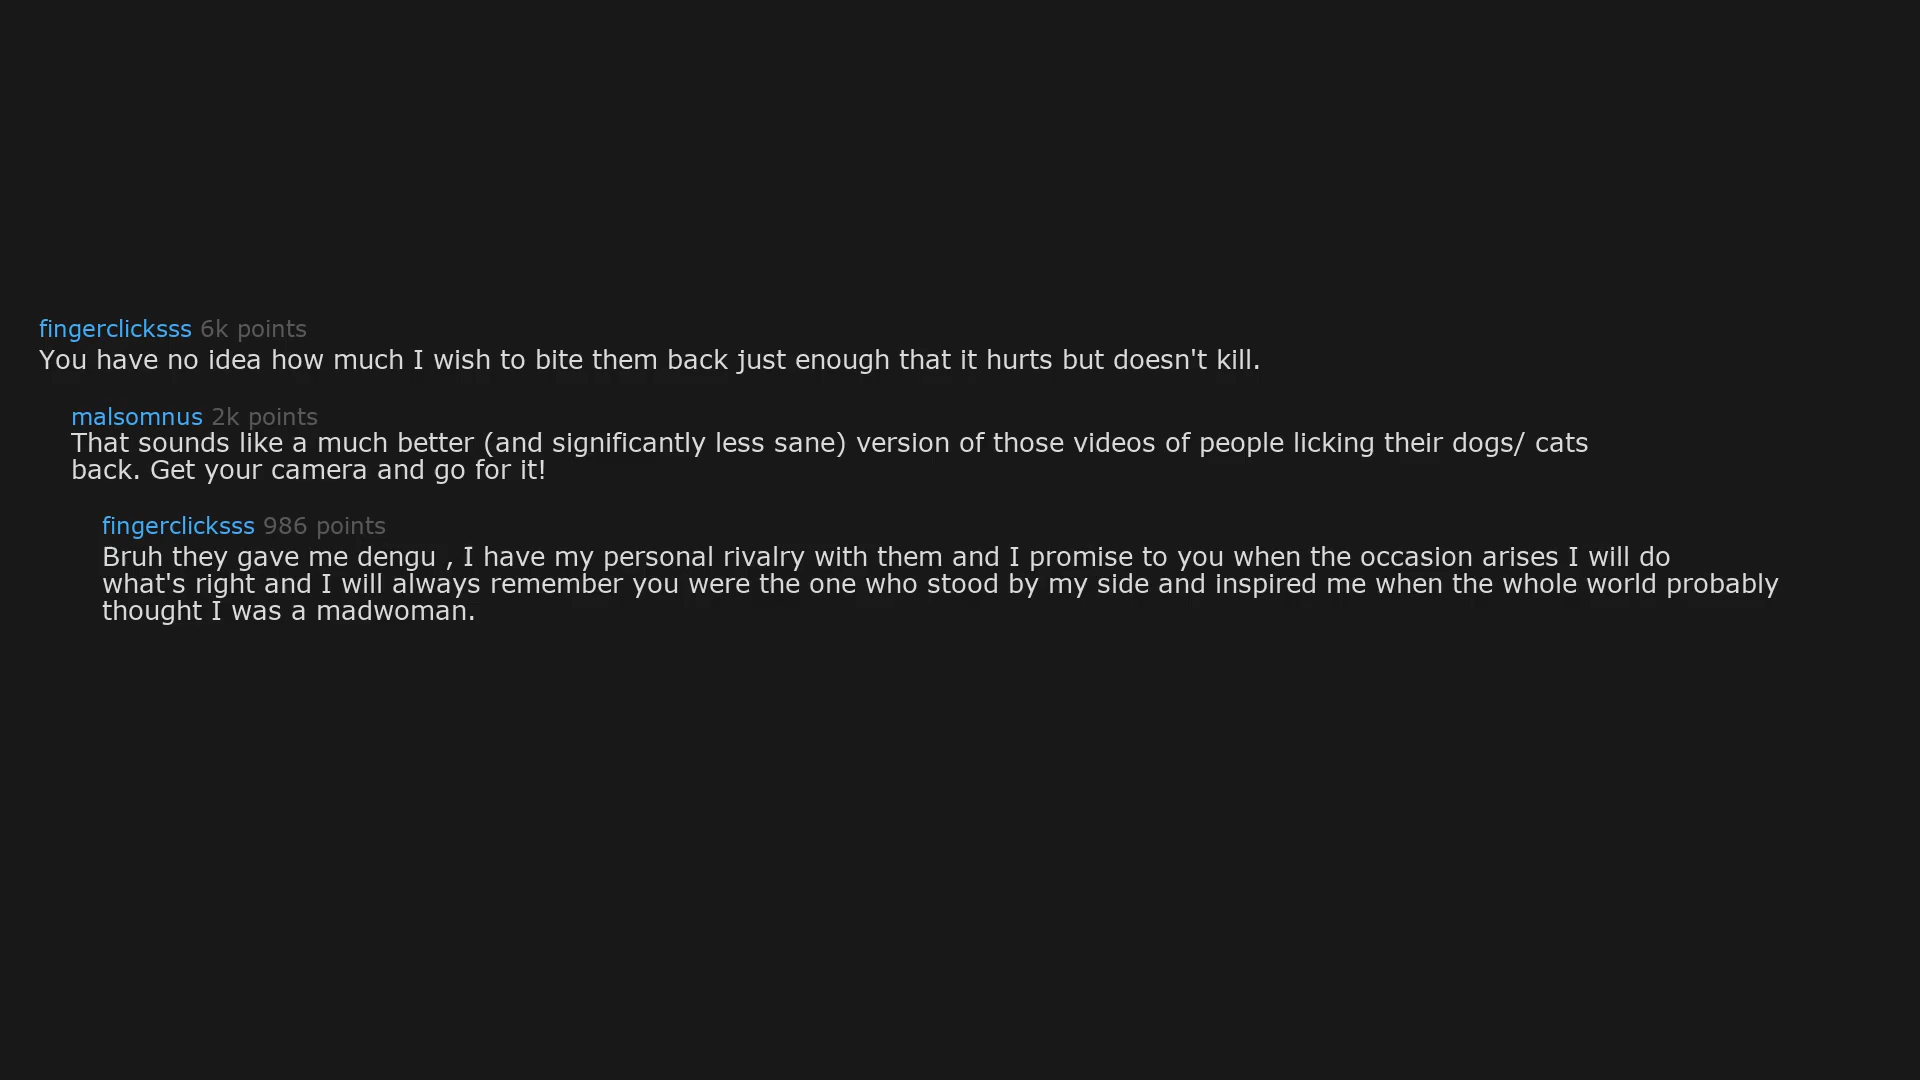 fingerclicksss 6k points
You have no idea how much I wish to bite them back just enough that it hurts but doesn't kill.
malsomnus 2k points
That sounds like a much better (and significantly less sane) version of those videos of people licking their dogs/ cats
back. Get your camera and go for it!
fingerclicksss 986 points
Bruh they gave me dengu , I have my personal rivalry with them and I promise to you when the occasion arises I will do
what's right and I will always remember you were the one who stood by my side and inspired me when the whole world probably
thought I was a madwoman.